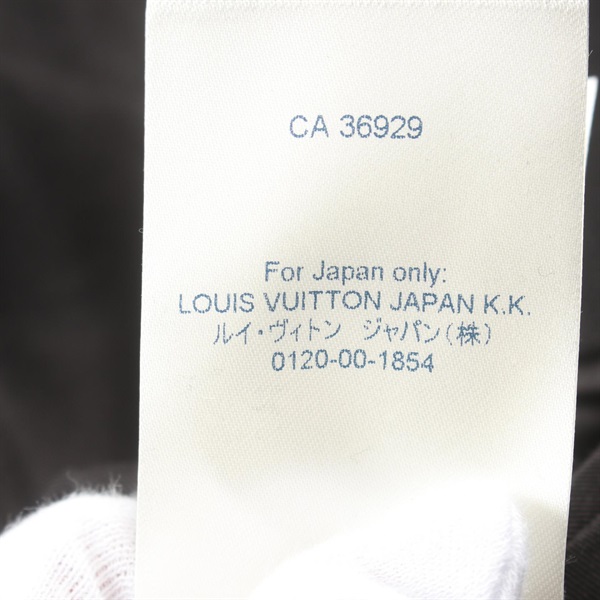 CA 36929
For Japan only:
LOUIS VUITTON JAPAN K.K.
ルイ・ヴィトン　ジャパン(株)
0120-00-1854